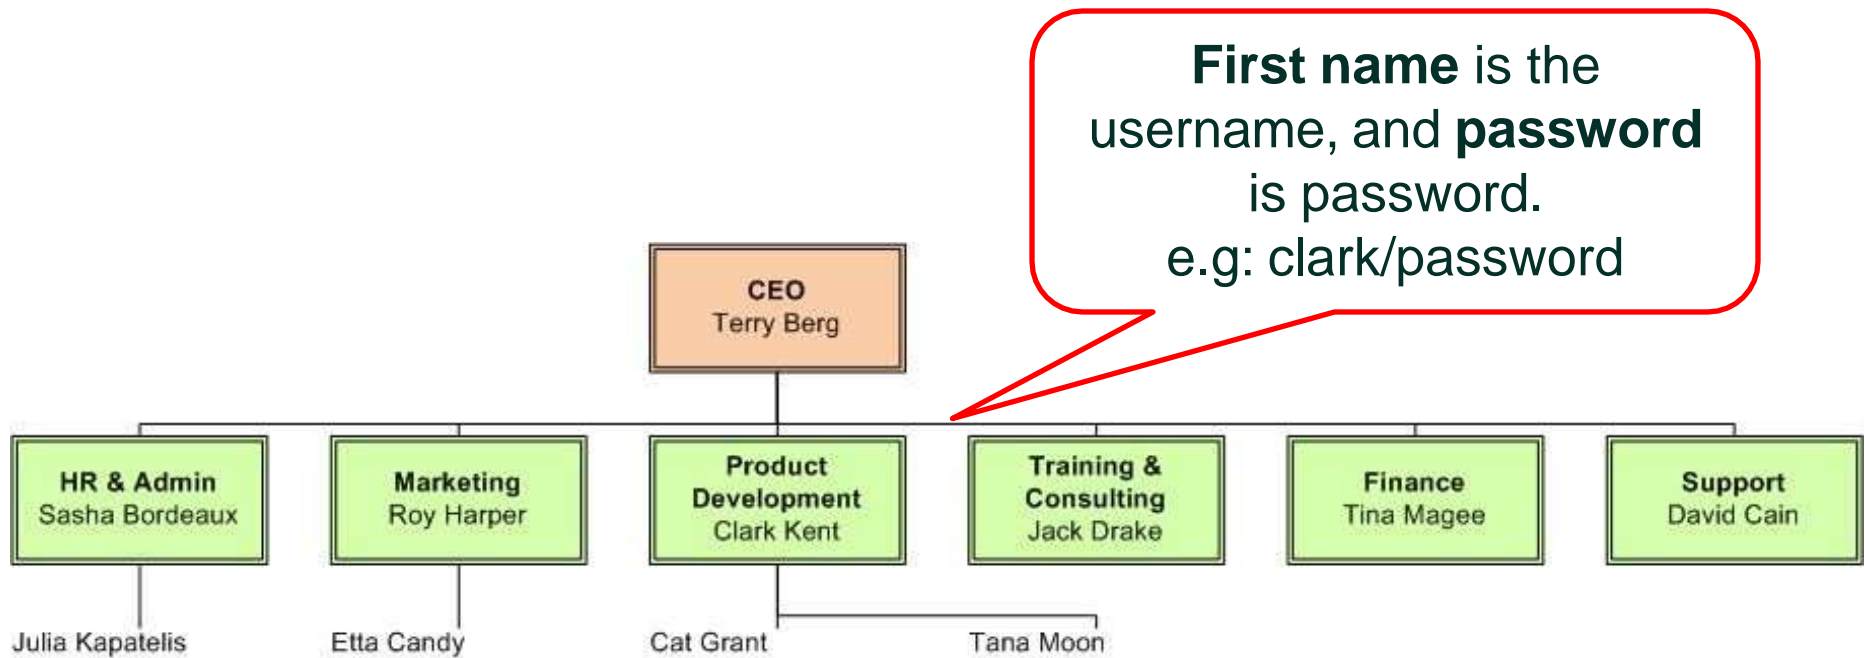 First name is the
username, and password
is password.
e.g: clark/password
CEO
Terry Berg
HR & Admin
Sasha Bordeaux
Marketing
Roy Harper
Product
Development
Clark Kent
Training &
Consulting
Jack Drake
Finance
Tina Magee
Support
David Cain
Julia Kapatelis
Etta Candy
Cat Grant
Tana Moon